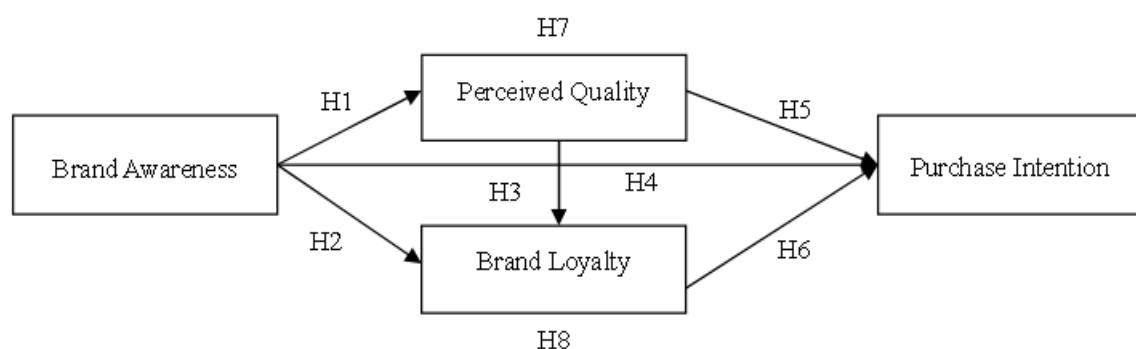 H7
Perceived Quality
H1
H5
Brand Awareness
Purchase Intention
H3
H4
H2
Brand Loyalty
H6
H8